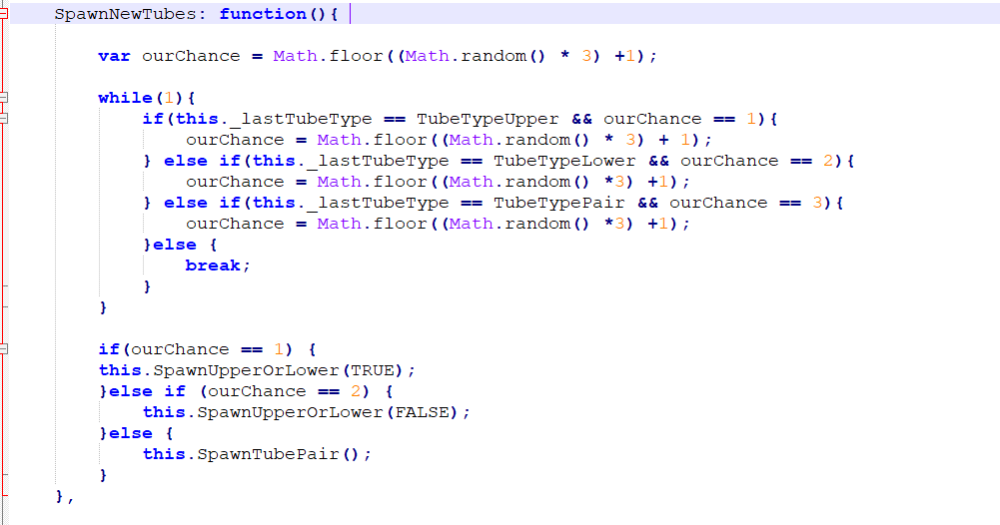 SpawnNewTubes: function(){
var ourChance = Math.floor((Math.random() * 3) +1);
while(1){
if(this._lastTubeType == TubeTypeUpper && ourChance == 1){
ourChance = Math.floor((Math.random() * 3) + 1);
} else if(this._lastTubeType == TubeTypeLower && ourChance == 2){
ourChance = Math.floor((Math.random() *3) +1);
} else if(this._lastTubeType == TubeTypePair && ourChance == 3){
ourChance = Math.floor((Math.random() *3) +1);
}else {
break;
}
}
if(ourChance == 1) {
this.SpawnUpperOrLower(TRUE);
}else if (ourChance == 2) {
this.SpawnUpperOrLower(FALSE);
}else {
this.SpawnTubePair();
}
},